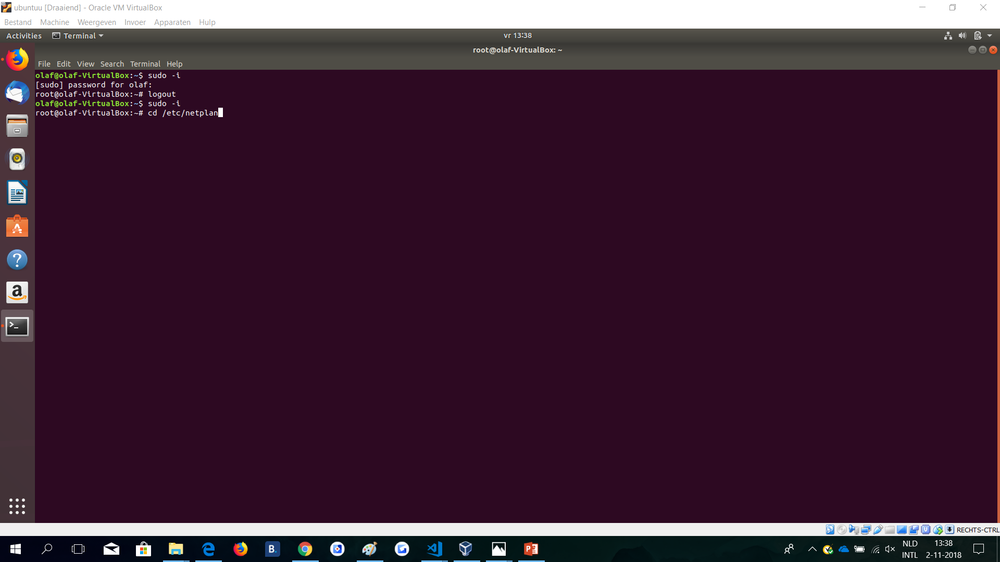 ubuntuu [Draaiend] - Oracle VM VirtualBox
Bestand Machine Weergeven Invoer Apparaten Hulp
Activities Terminal vr 13:38
root@olaf-VirtualBox: ~
File Edit View Search Terminal Help
olaf@olaf-VirtualBox:~$ sudo -i
[sudo] password for olaf:
root@olaf-VirtualBox:~# logout
olaf@olaf-VirtualBox:~$ sudo -i
root@olaf-VirtualBox:~# cd /etc/netplan
RECHTS-CTRL
B.
NLD
INTL
13:38
2-11-2018